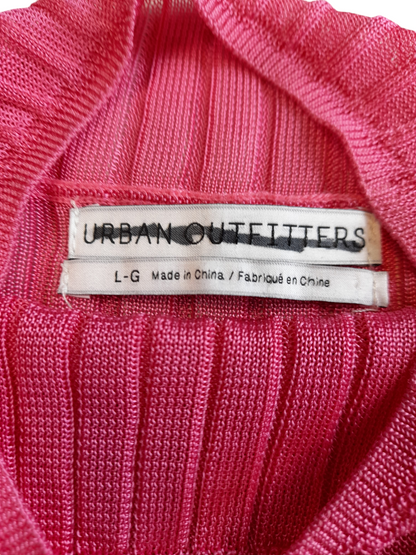 URBAN OUTFITTERS
L-G Made in China / Fabriqué en Chine